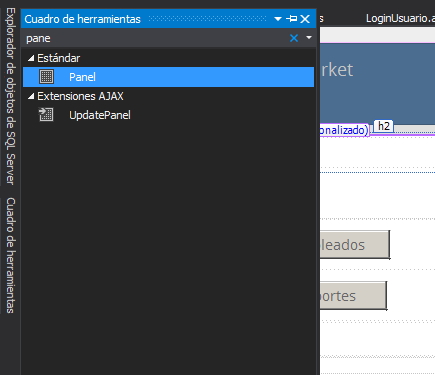 Explorador de objetos de SQL Server
Cuadro de herramientas
Cuadro de herramientas
pane
Estándar
Panel
Extensiones AJAX
UpdatePanel
s
LoginUsuario.a
rket
onalizado)
h2
leados
ortes